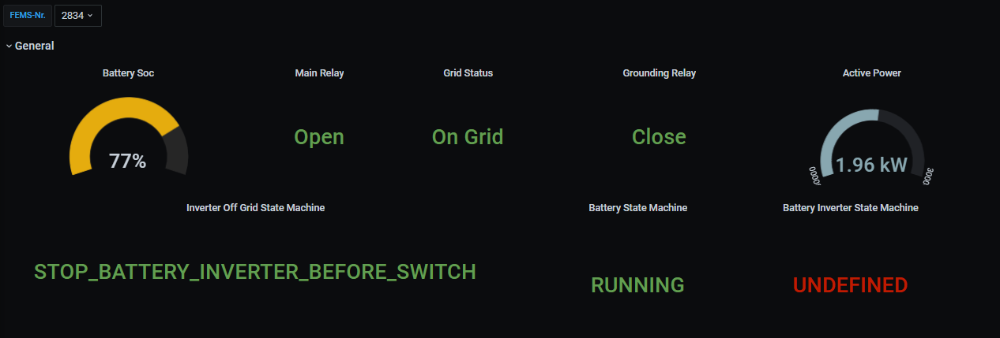 FEMS-Nr. 2834
General
Battery Soc Main Relay Grid Status Grounding Relay Active Power
77% Open On Grid Close 1.96 kW
3000
Inverter Off Grid State Machine Battery State Machine Battery Inverter State Machine
STOP_BATTERY_INVERTER_BEFORE_SWITCH RUNNING UNDEFINED